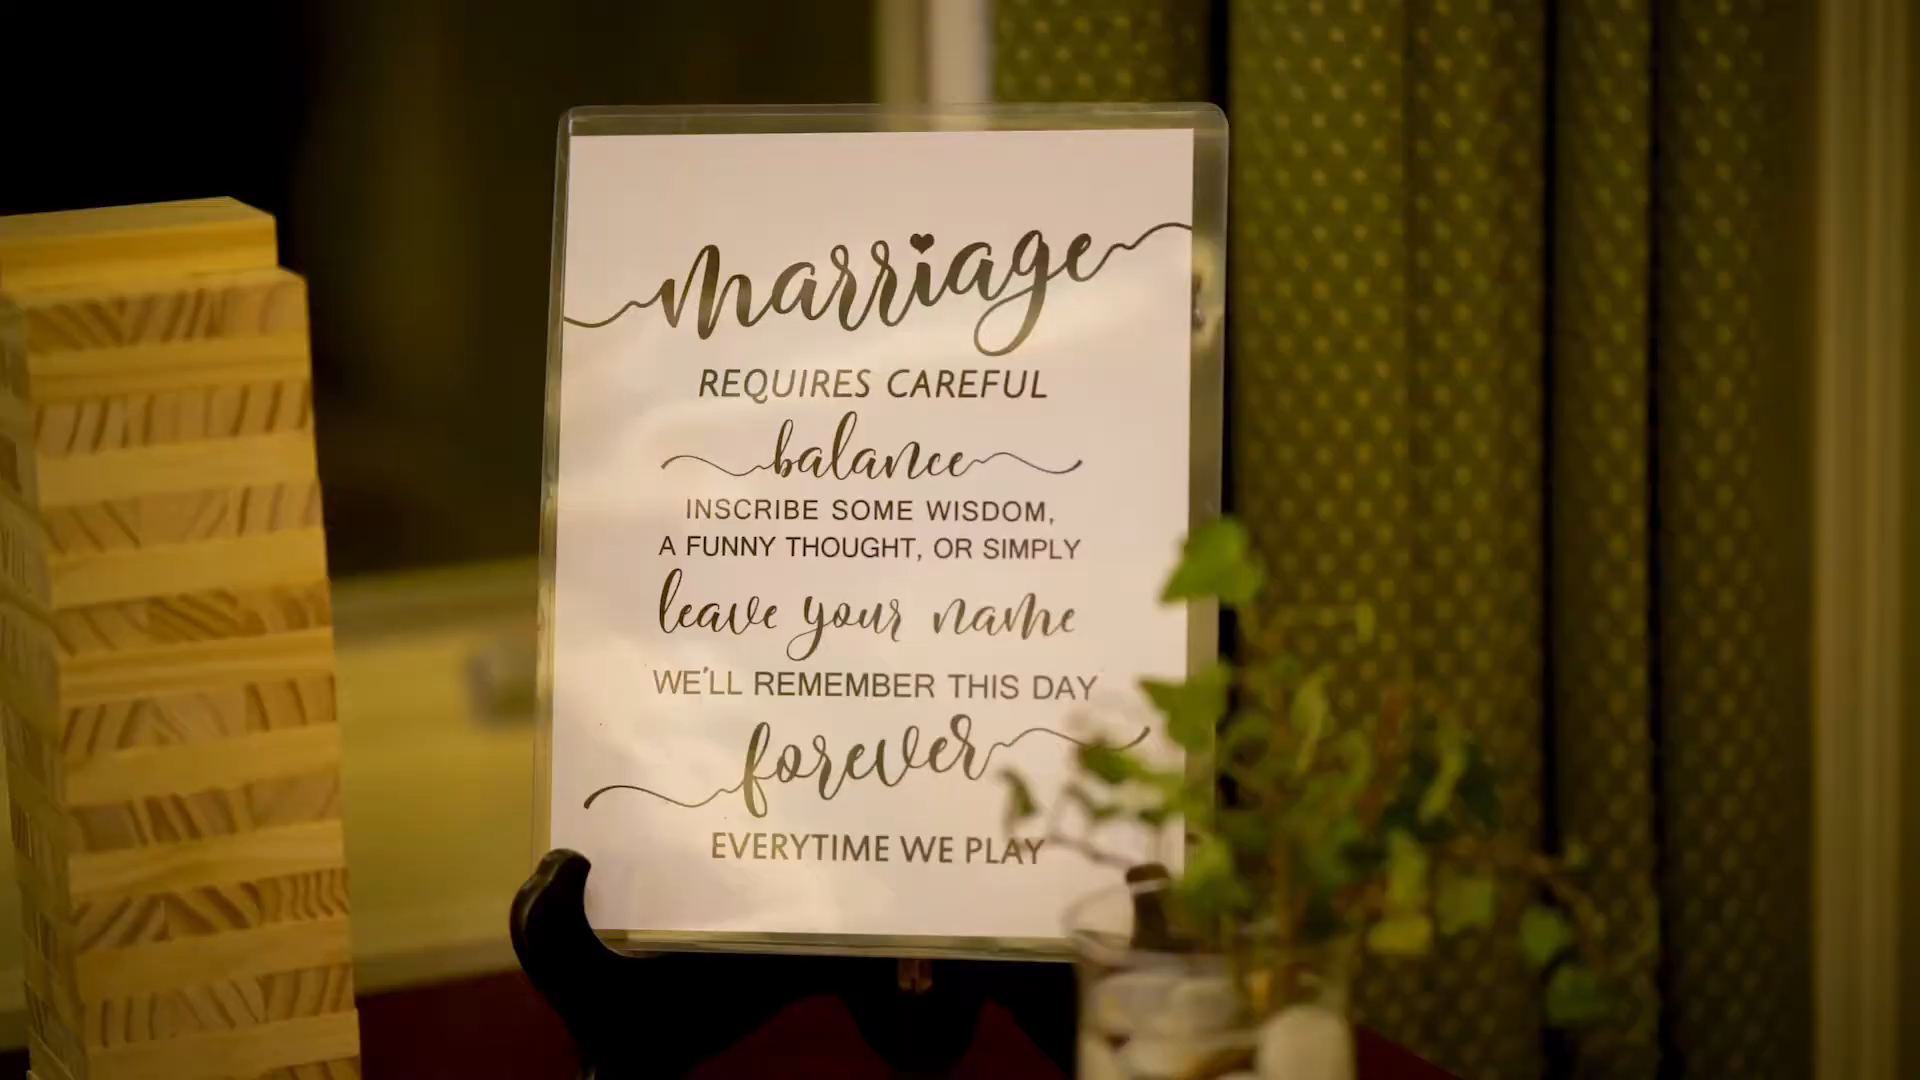 marriage
REQUIRES CAREFUL
balance
INSCRIBE SOME WISDOM,
A FUNNY THOUGHT, OR SIMPLY
leave your name
WE'LL REMEMBER THIS DAY
forever
EVERYTIME WE PLAY